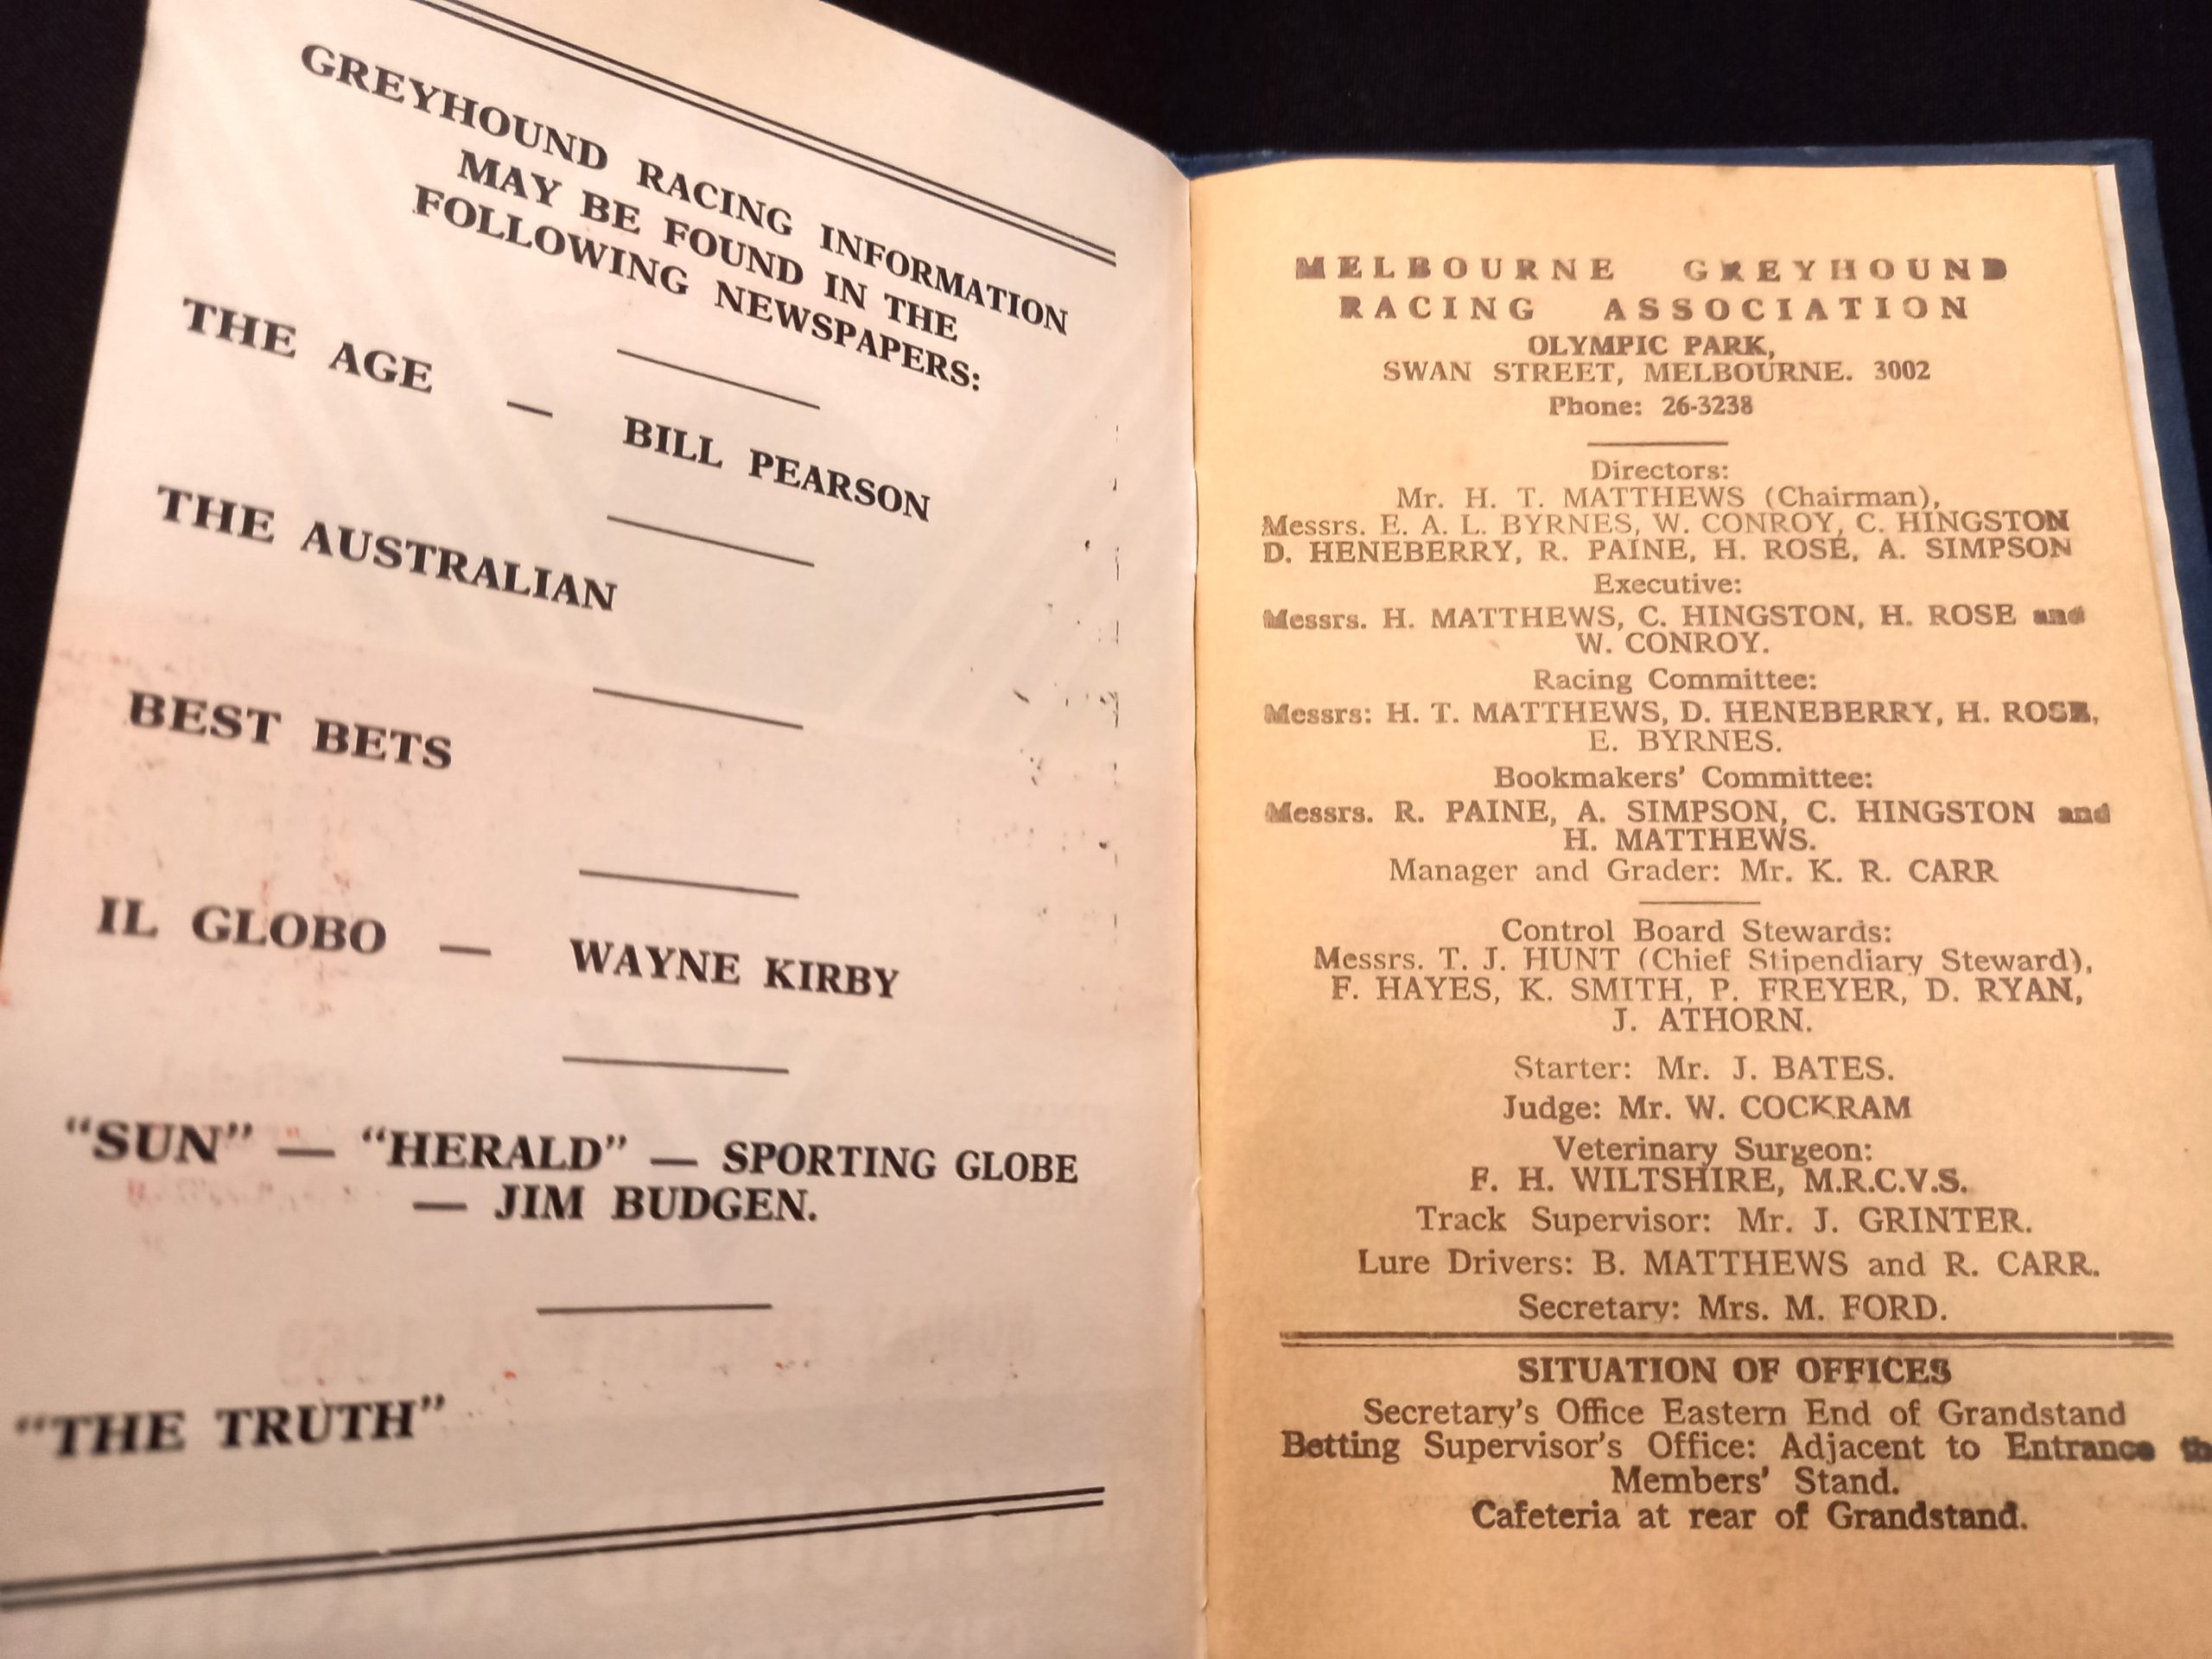 GREYHOUND RACING INFORMATION
MAY BE FOUND IN THE
FOLLOWING NEWSPAPERS:
THE AGE — BILL PEARSON
THE AUSTRALIAN
BEST BETS
IL GLOBO — WAYNE KIRBY
"SUN" — "HERALD" — SPORTING GLOBE
— JIM BUDGEN.
"THE TRUTH"
MELBOURNE GREYHOUND
RACING ASSOCIATION
OLYMPIC PARK,
SWAN STREET, MELBOURNE. 3002
Phone: 26-3238
Directors:
Mr. H. T. MATTHEWS (Chairman),
Messrs. E. A. L. BYRNES, W. CONROY, C. HINGSTON
D. HENEBERRY, R. PAINE, H. ROSE, A. SIMPSON
Executive:
Messrs. H. MATTHEWS, C. HINGSTON, H. ROSE and
W. CONROY.
Racing Committee:
Messrs: H. T. MATTHEWS, D. HENEBERRY, H. ROSE,
E. BYRNES.
Bookmakers' Committee:
Messrs. R. PAINE, A. SIMPSON, C. HINGSTON and
H. MATTHEWS.
Manager and Grader: Mr. K. R. CARR
Control Board Stewards:
Messrs. T. J. HUNT (Chief Stipendiary Steward),
F. HAYES, K. SMITH, P. FREYER, D. RYAN,
J. ATHORN.
Starter: Mr. J. BATES.
Judge: Mr. W. COCKRAM
Veterinary Surgeon:
F. H. WILTSHIRE, M.R.C.V.S.
Track Supervisor: Mr. J. GRINTER.
Lure Drivers: B. MATTHEWS and R. CARR.
Secretary: Mrs. M. FORD.
SITUATION OF OFFICES
Secretary's Office Eastern End of Grandstand
Betting Supervisor's Office: Adjacent to Entrance
Members' Stand.
Cafeteria at rear of Grandstand.